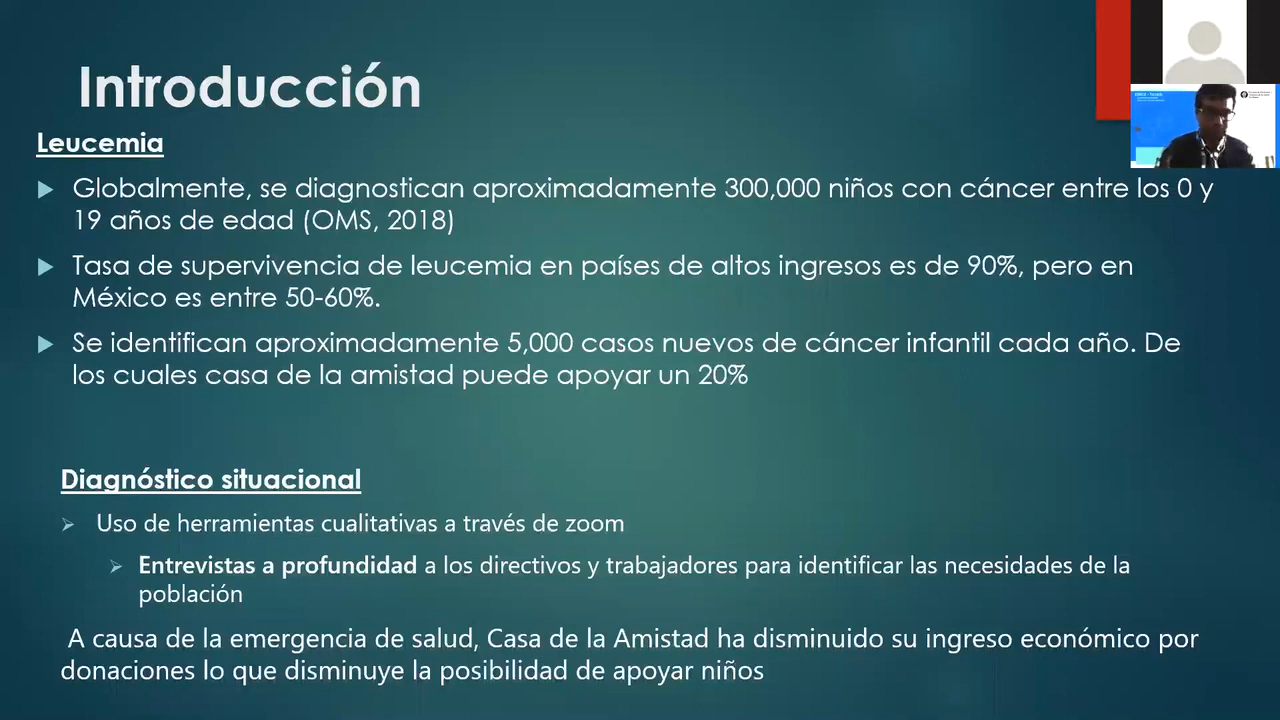 Introducción
Leucemia
Globalmente, se diagnostican aproximadamente 300,000 niños con cáncer entre los 0 y
19 años de edad (OMS, 2018)
Tasa de supervivencia de leucemia en países de altos ingresos es de 90%, pero en
México es entre 50-60%.
Se identifican aproximadamente 5,000 casos nuevos de cáncer infantil cada año. De
los cuales casa de la amistad puede apoyar un 20%
Diagnóstico situacional
Uso de herramientas cualitativas a través de zoom
Entrevistas a profundidad a los directivos y trabajadores para identificar las necesidades de la
población
A causa de la emergencia de salud, Casa de la Amistad ha disminuido su ingreso económico por
donaciones lo que disminuye la posibilidad de apoyar niños